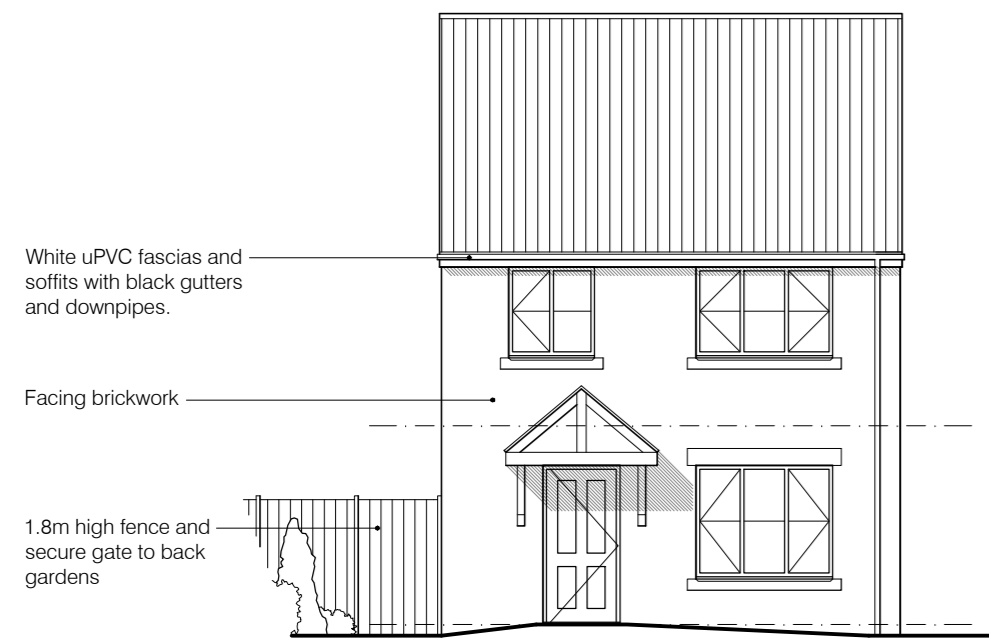 White uPVC fascias and
soffits with black gutters
and downpipes.
Facing brickwork
1.8m high fence and
secure gate to back
gardens